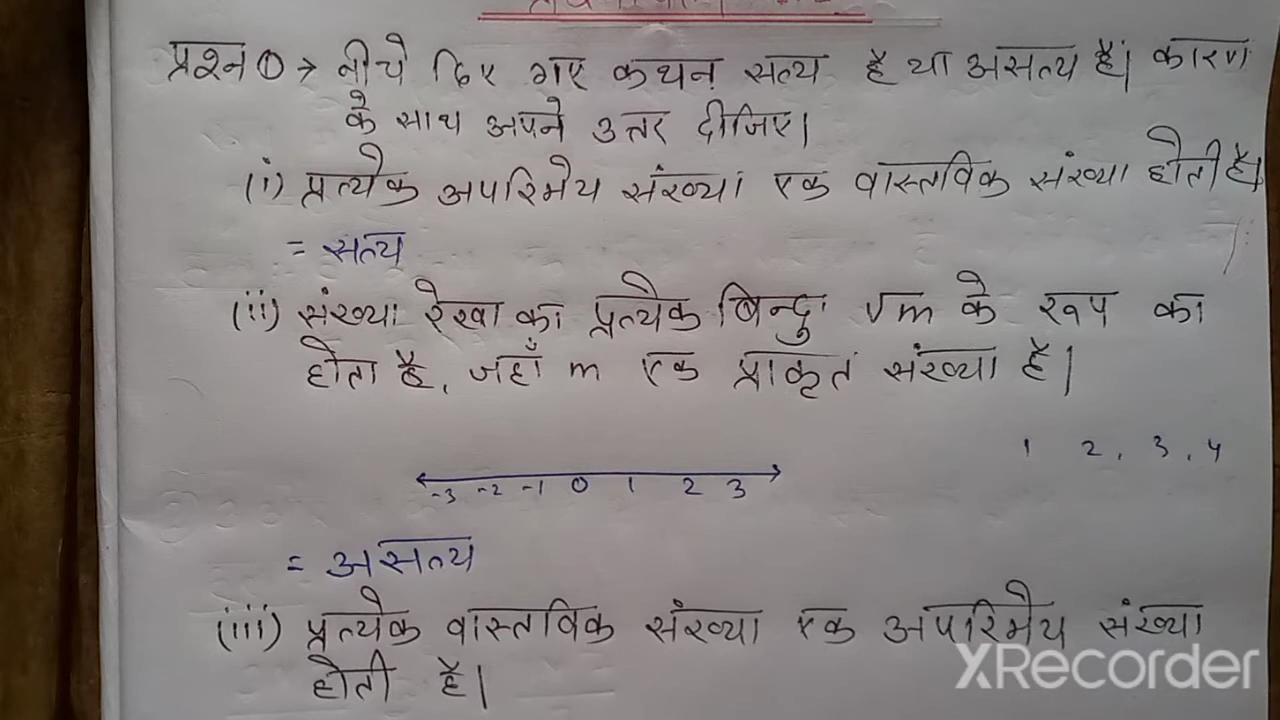 प्रश्न ① → नीचे दिए गए कथन सत्य है या असत्य है। कारण
के साथ अपने उत्तर दीजिए।
(i) प्रत्येक अपरिमेय संख्या एक वास्तविक संख्या होती है।
= सत्य
(ii) संख्या रेखा का प्रत्येक बिन्दु √m के रूप का
होता है, जहाँ m एक प्राकृत संख्या है।
1 2, 3, 4
-3 -2 -1 0 1 2 3
= असत्य
(iii) प्रत्येक वास्तविक संख्या एक अपरिमेय संख्या
होती है।
XRecorder